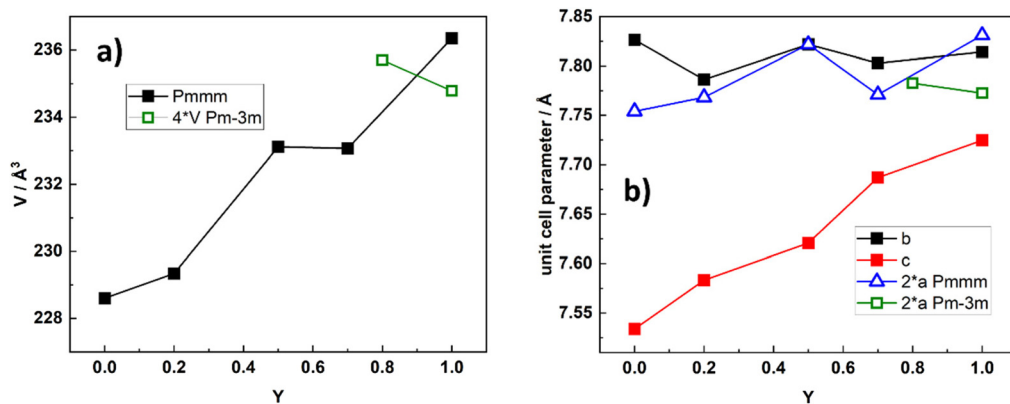 a)
Pmmm
4*V Pm-3m
V / Å³
236
234
232
230
228
0.0 0.2 0.4 0.6 0.8 1.0
Y
b)
b
c
2*a Pmmm
2*a Pm-3m
unit cell parameter / Å
7.85
7.80
7.75
7.70
7.65
7.60
7.55
0.0 0.2 0.4 0.6 0.8 1.0
Y